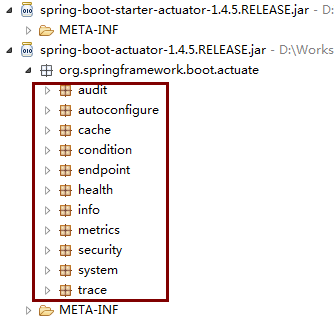 spring-boot-starter-actuator-1.4.5.RELEASE.jar
META-INF
spring-boot-actuator-1.4.5.RELEASE.jar - D:\Works
org.springframework.boot.actuate
audit
autoconfigure
cache
condition
endpoint
health
info
metrics
security
system
trace
META-INF